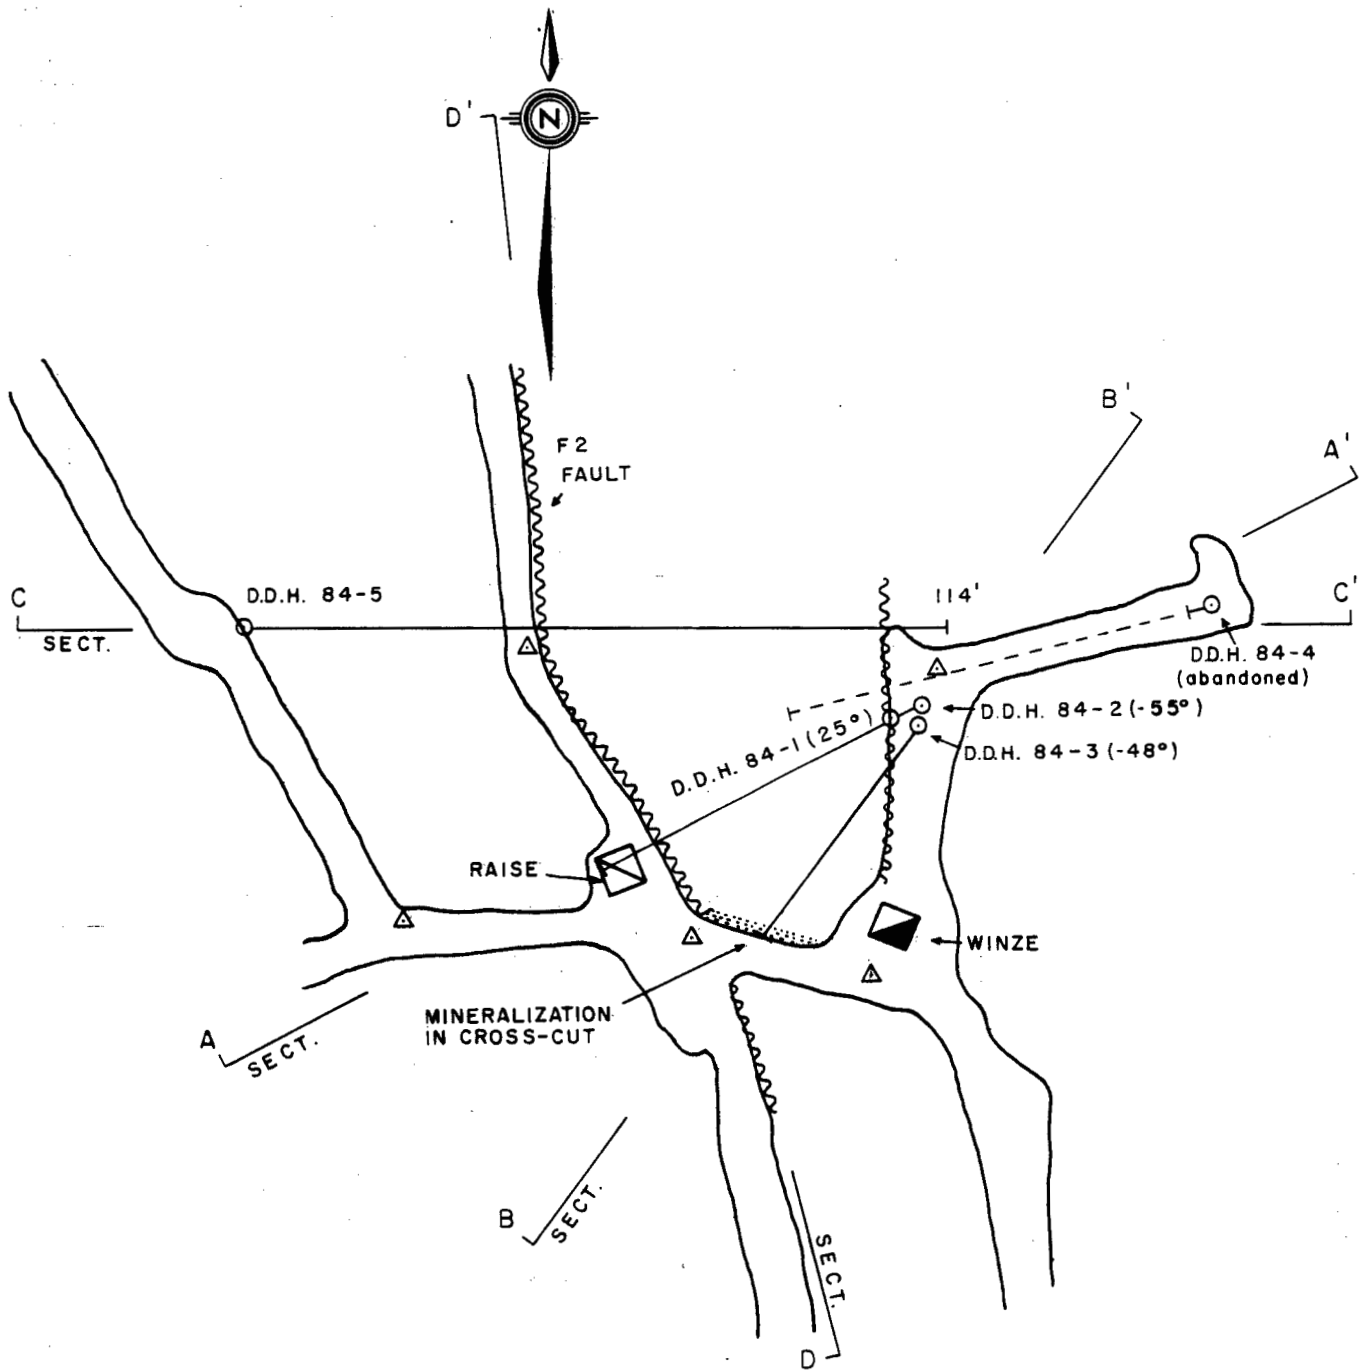 D'
N
F2
FAULT
B'
A'
C
SECT.
D.D.H. 84-5
114'
C'
D.D.H. 84-4
(abandoned)
D.D.H. 84-2 (-55°)
D.D.H. 84-1 (25°)
D.D.H. 84-3 (-48°)
RAISE
WINZE
MINERALIZATION
IN CROSS-CUT
A
SECT.
B
SECT.
SECT.
D